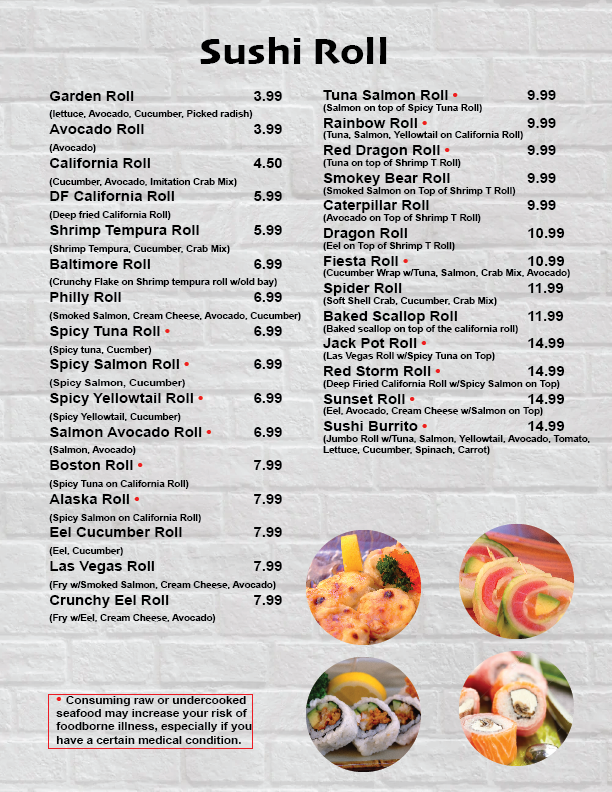 Sushi Roll
Garden Roll 3.99
(lettuce, Avocado, Cucumber, Picked radish)
Avocado Roll 3.99
(Avocado)
California Roll 4.50
(Cucumber, Avocado, Imitation Crab Mix)
DF California Roll 5.99
(Deep fried California Roll)
Shrimp Tempura Roll 5.99
(Shrimp Tempura, Cucumber, Crab Mix)
Baltimore Roll 6.99
(Crunchy Flake on Shrimp tempura roll w/old bay)
Philly Roll 6.99
(Smoked Salmon, Cream Cheese, Avocado, Cucumber)
Spicy Tuna Roll • 6.99
(Spicy tuna, Cucmber)
Spicy Salmon Roll • 6.99
(Spicy Salmon, Cucumber)
Spicy Yellowtail Roll • 6.99
(Spicy Yellowtail, Cucumber)
Salmon Avocado Roll • 6.99
(Salmon, Avocado)
Boston Roll • 7.99
(Spicy Tuna on California Roll)
Alaska Roll • 7.99
(Spicy Salmon on California Roll)
Eel Cucumber Roll 7.99
(Eel, Cucumber)
Las Vegas Roll 7.99
(Fry w/Smoked Salmon, Cream Cheese, Avocado)
Crunchy Eel Roll 7.99
(Fry w/Eel, Cream Cheese, Avocado)
Tuna Salmon Roll • 9.99
(Salmon on top of Spicy Tuna Roll)
Rainbow Roll • 9.99
(Tuna, Salmon, Yellowtail on California Roll)
Red Dragon Roll • 9.99
(Tuna on top of Shrimp T Roll)
Smokey Bear Roll 9.99
(Smoked Salmon on Top of Shrimp T Roll)
Caterpillar Roll 9.99
(Avocado on Top of Shrimp T Roll)
Dragon Roll 10.99
(Eel on Top of Shrimp T Roll)
Fiesta Roll • 10.99
(Cucumber Wrap w/Tuna, Salmon, Crab Mix, Avocado)
Spider Roll 11.99
(Soft Shell Crab, Cucumber, Crab Mix)
Baked Scallop Roll 11.99
(Baked scallop on top of the california roll)
Jack Pot Roll • 14.99
(Las Vegas Roll w/Spicy Tuna on Top)
Red Storm Roll • 14.99
(Deep Firied California Roll w/Spicy Salmon on Top)
Sunset Roll • 14.99
(Eel, Avocado, Cream Cheese w/Salmon on Top)
Sushi Burrito • 14.99
(Jumbo Roll w/Tuna, Salmon, Yellowtail, Avocado, Tomato,
Lettuce, Cucumber, Spinach, Carrot)
• Consuming raw or undercooked
seafood may increase your risk of
foodborne illness, especially if you
have a certain medical condition.